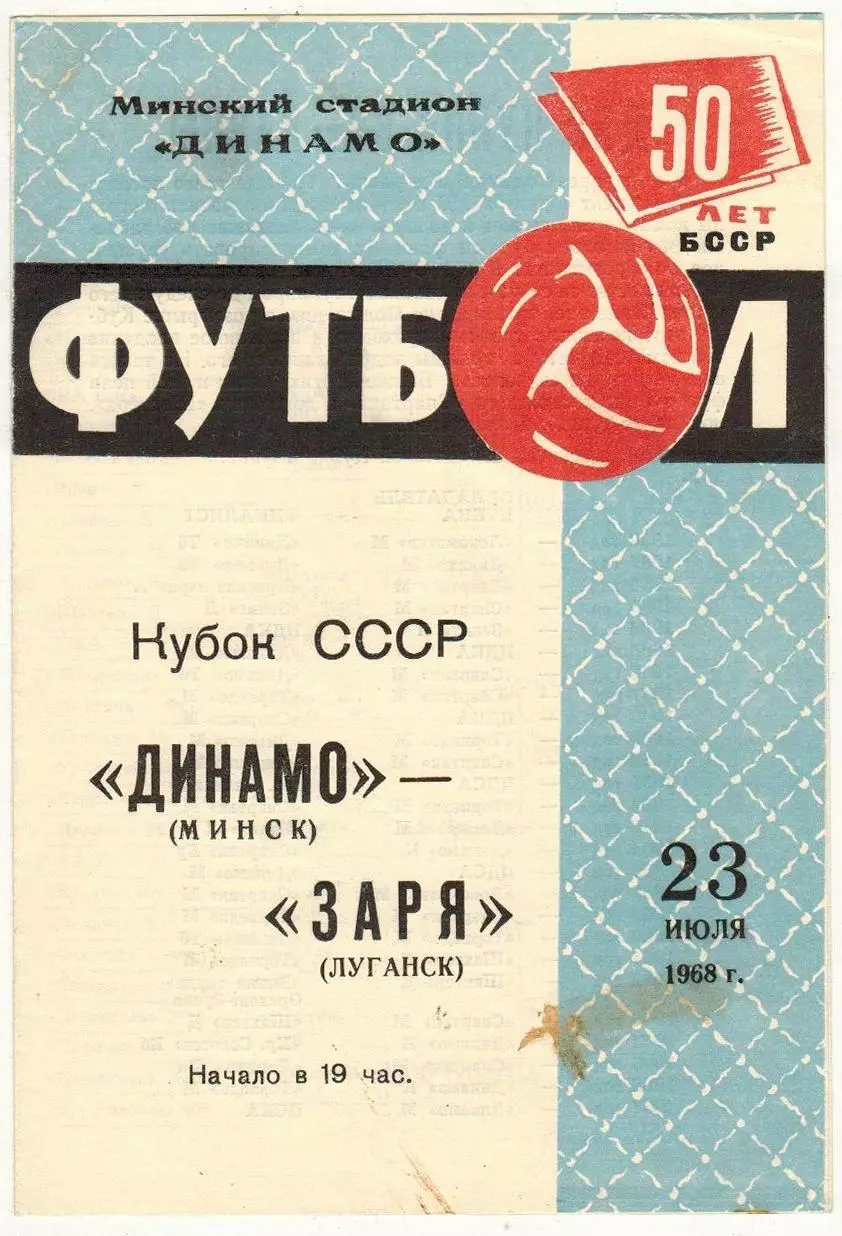 Минский стадион
«ДИНАМО»
50
ЛЕТ
БССР
ФУТБОЛ
Кубок СССР
«ДИНАМО» —
(МИНСК)
«ЗАРЯ»
(ЛУГАНСК)
23
ИЮЛЯ
1968 г.
Начало в 19 час.